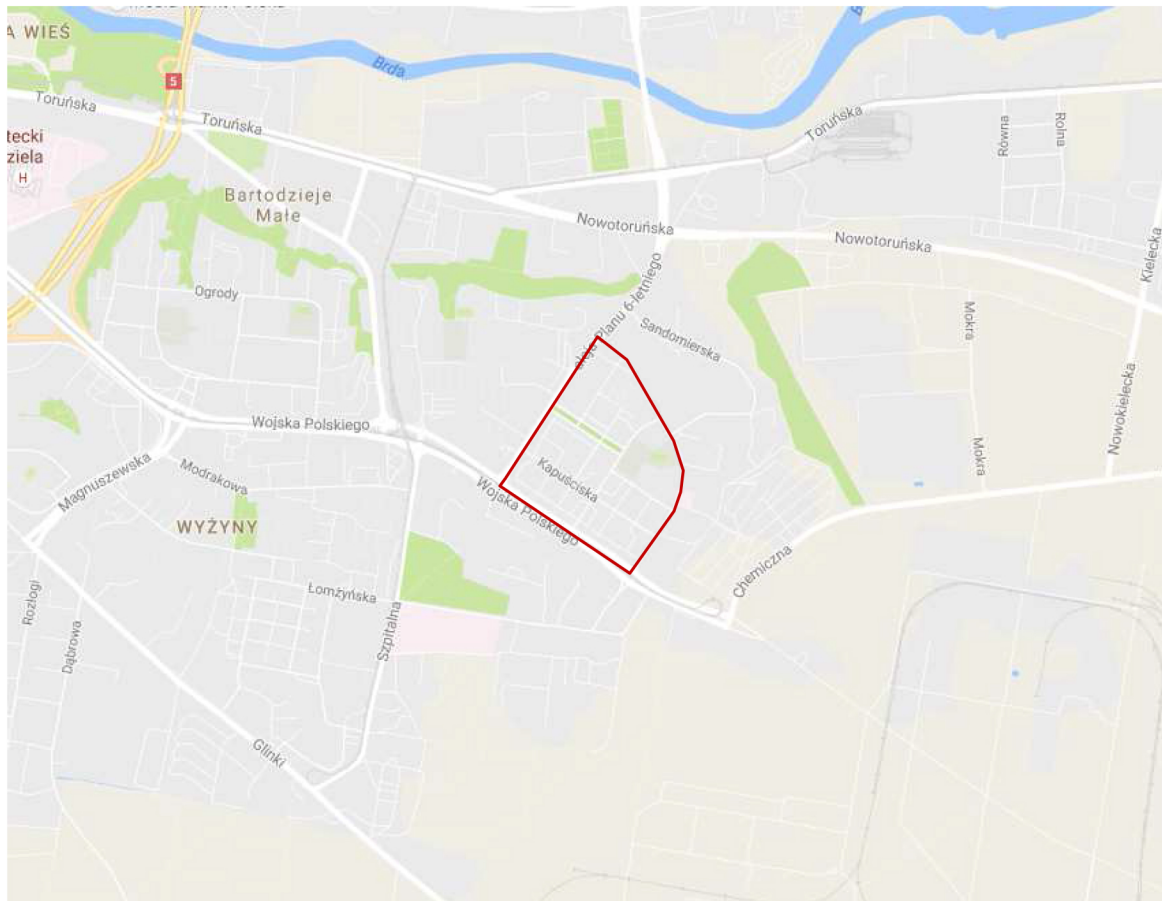 WIEŚ
Brda
5
Toruńska
Toruńska
Toruńska
Równa
Rolna
tecki
ziela
H
Bartodzieje
Małe
Nowotoruńska
Nowotoruńska
Kielecka
Ogrody
aleja Planu 6-letniego
Sandomierska
Mokra
Nowokielecka
Wojska Polskiego
Mokra
Magnuszewska
Modrakowa
Kapuściska
Wojska Polskiego
WYŻYNY
Chemiczna
Łomżyńska
Rozłogi
Dąbrowa
Szpitalna
Glinki